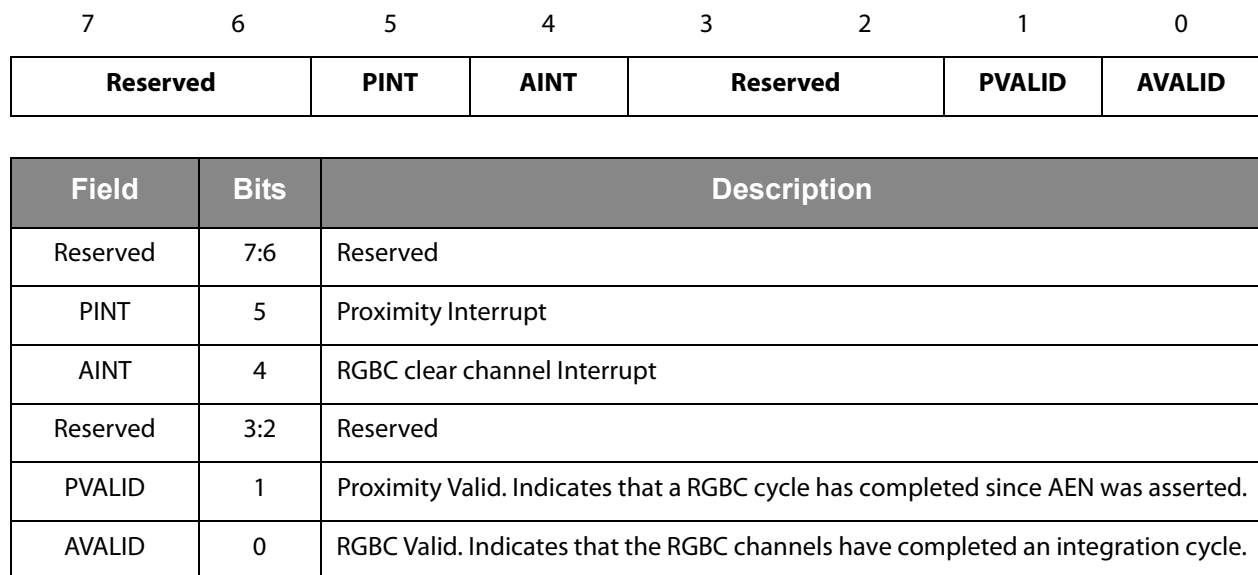 7 6 5 4 3 2 1 0
Reserved PINT AINT Reserved PVALID AVALID
Field Bits Description
Reserved 7:6 Reserved
PINT 5 Proximity Interrupt
AINT 4 RGBC clear channel Interrupt
Reserved 3:2 Reserved
PVALID 1 Proximity Valid. Indicates that a RGBC cycle has completed since AEN was asserted.
AVALID 0 RGBC Valid. Indicates that the RGBC channels have completed an integration cycle.